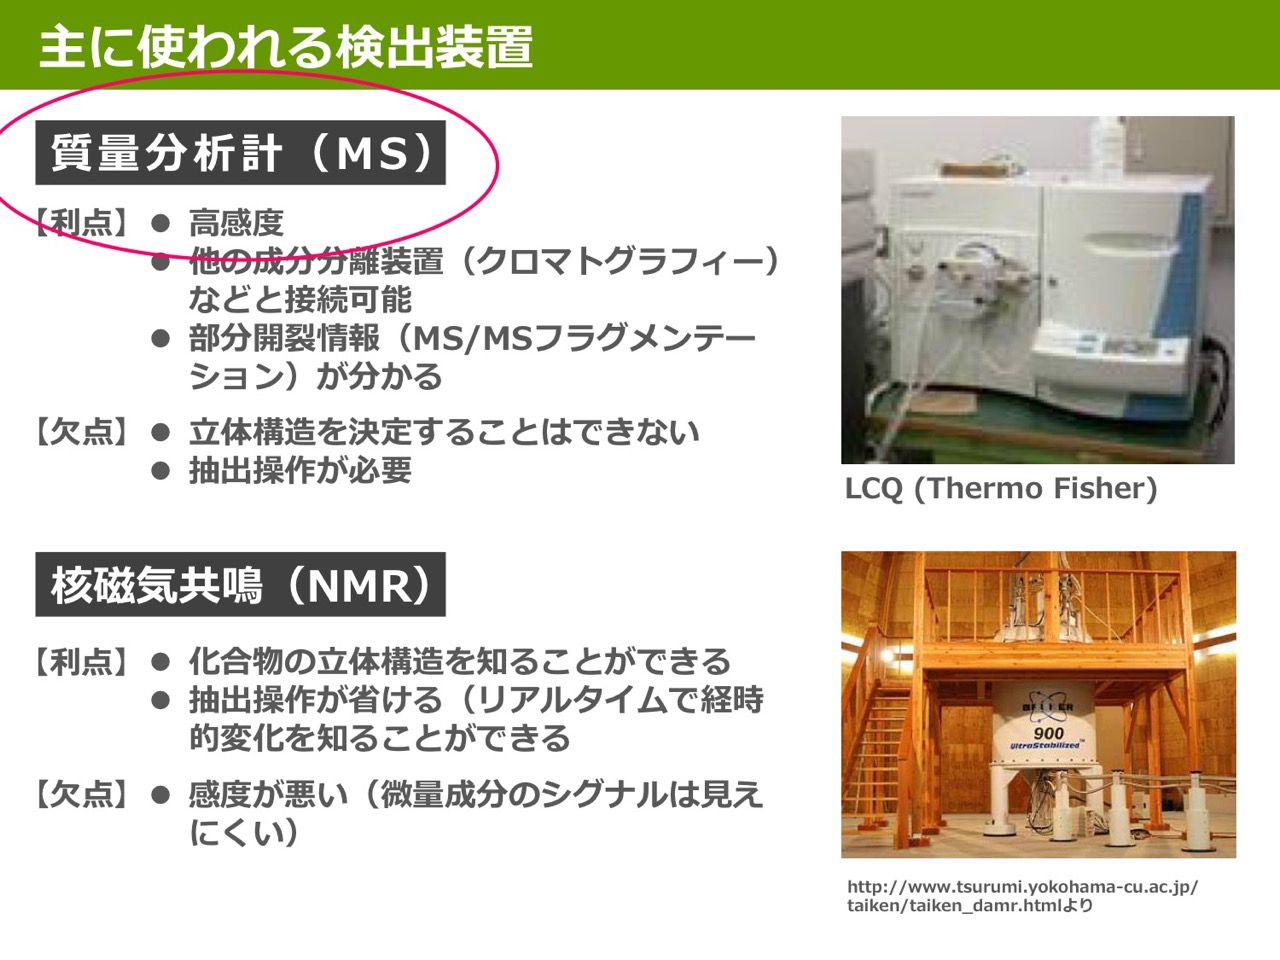 主に使われる検出装置
質量分析計（MS）
【利点】● 高感度
● 他の成分分離装置（クロマトグラフィー）
などと接続可能
● 部分開裂情報（MS/MSフラグメンテー
ション）が分かる
【欠点】● 立体構造を決定することはできない
● 抽出操作が必要
LCQ (Thermo Fisher)
核磁気共鳴（NMR）
【利点】● 化合物の立体構造を知ることができる
● 抽出操作が省ける（リアルタイムで経時
的変化を知ることができる
【欠点】● 感度が悪い（微量成分のシグナルは見え
にくい）
900
UltraStabilized™
http://www.tsurumi.yokohama-cu.ac.jp/
taiken/taiken_damr.htmlより